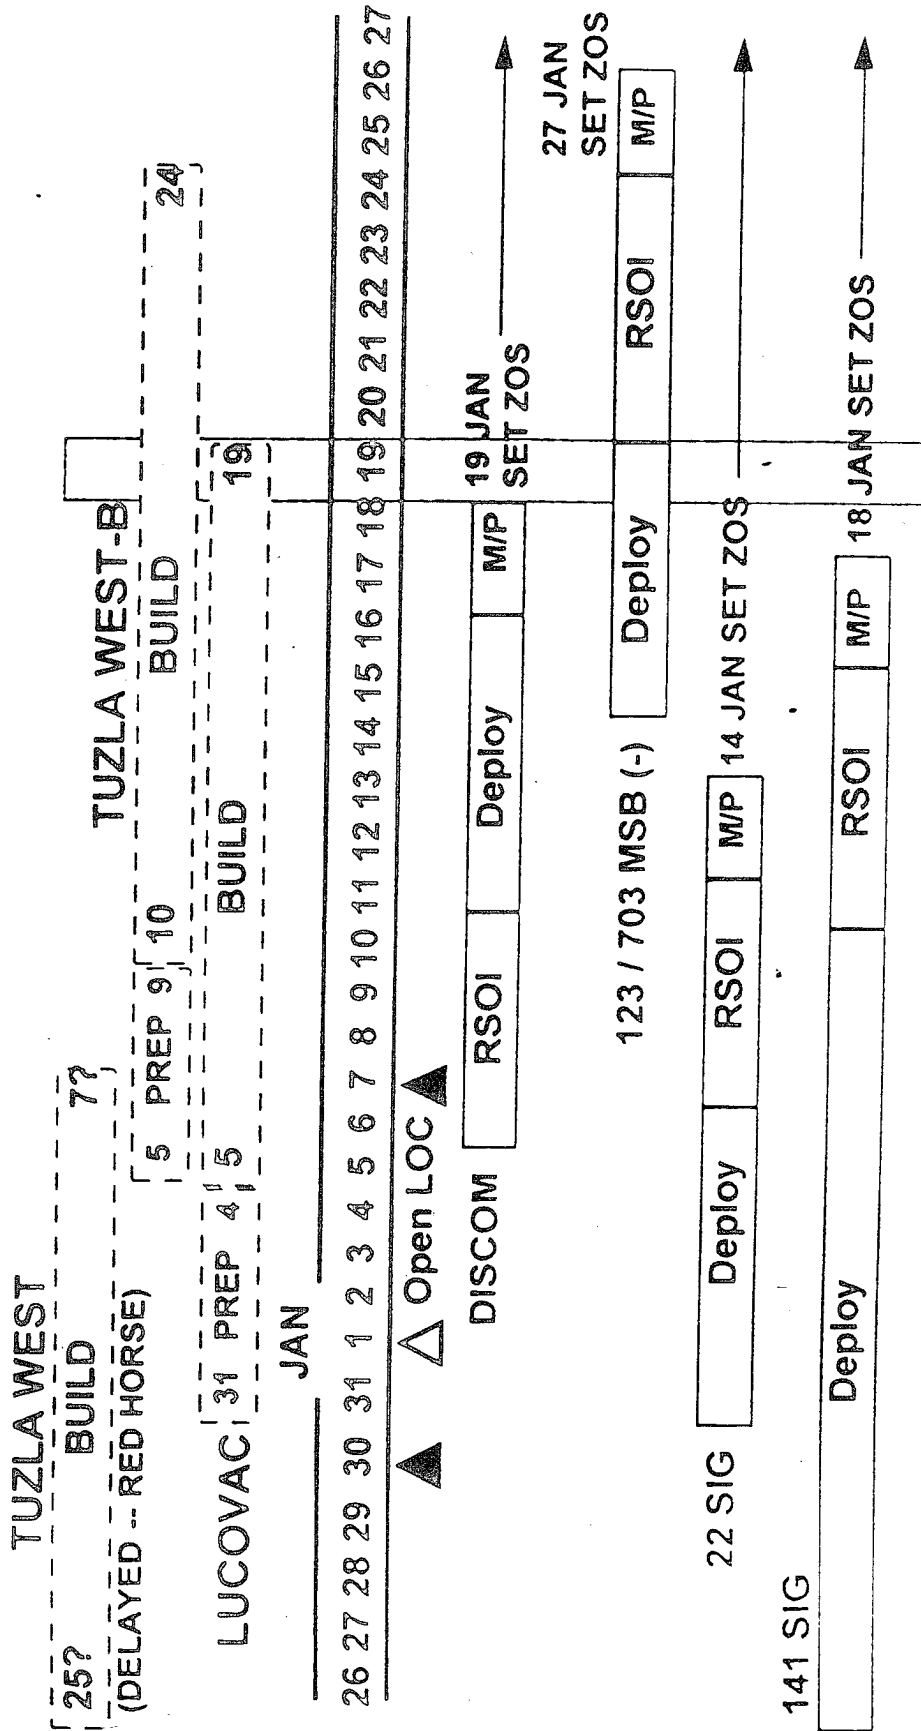 TUZLA WEST
25? BUILD 7?
(DELAYED -- RED HORSE)
TUZLA WEST-B
5 PREP 9 10 BUILD 24
LUCOVAC 31 PREP 4 5 BUILD 19
JAN
26 27 28 29 30 31 1 2 3 4 5 6 7 8 9 10 11 12 13 14 15 16 17 18 19 20 21 22 23 24 25 26 27
Open LOC
DISCOM RSOI Deploy M/P 19 JAN
SET ZOS
27 JAN
SET ZOS
123 / 703 MSB (-) Deploy RSOI M/P
22 SIG Deploy RSOI M/P 14 JAN SET ZOS
141 SIG Deploy RSOI M/P 18 JAN SET ZOS